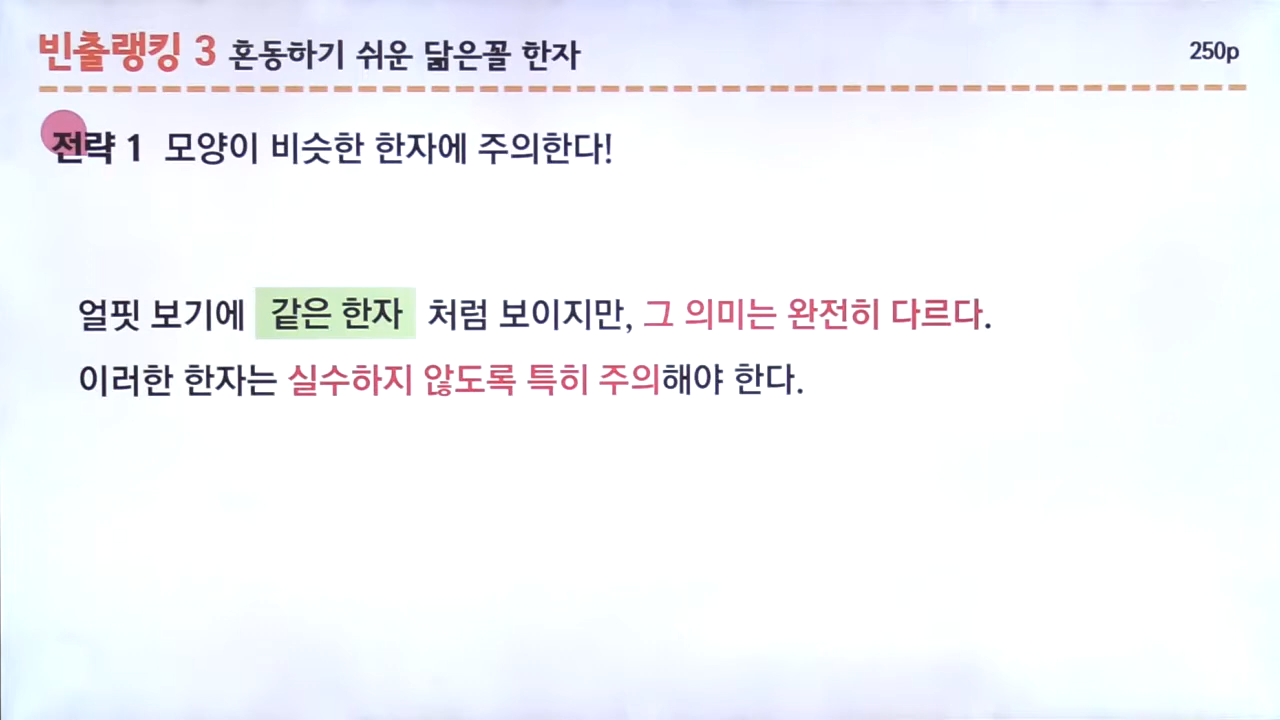 빈출랭킹 3 혼동하기 쉬운 닮은꼴 한자
250p
전략 1 모양이 비슷한 한자에 주의한다!
얼핏 보기에 같은 한자 처럼 보이지만, 그 의미는 완전히 다르다.
이러한 한자는 실수하지 않도록 특히 주의해야 한다.